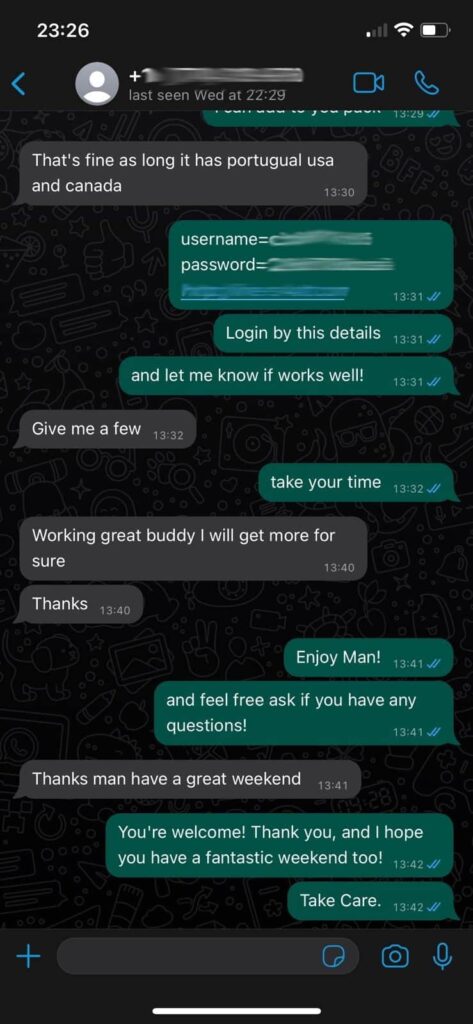 23:26
last seen Wed at 22:29
13:29
That's fine as long it has portugual usa
and canada
13:30
username=
password=
13:31
Login by this details
13:31
and let me know if works well!
13:31
Give me a few
13:32
take your time
13:32
Working great buddy I will get more for
sure
13:40
Thanks
13:40
Enjoy Man!
13:41
and feel free ask if you have any
questions!
13:41
Thanks man have a great weekend
13:41
You're welcome! Thank you, and I hope
you have a fantastic weekend too!
13:42
Take Care.
13:42